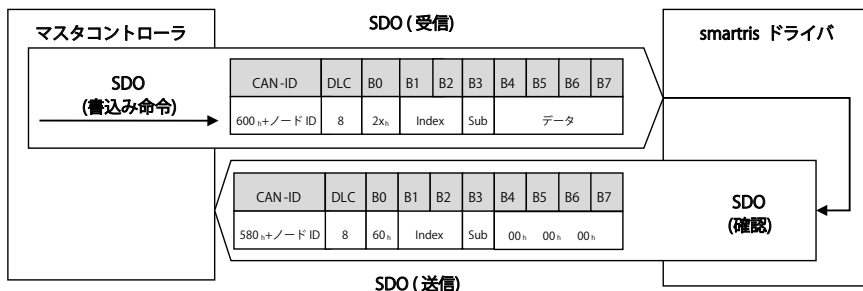 マスタコントローラ
SDO ( 受信 )
smartris ドライバ
SDO
(書込み命令)
CAN-ID DLC B0 B1 B2 B3 B4 B5 B6 B7
600 h+ノード ID 8 2xh Index Sub データ
CAN-ID DLC B0 B1 B2 B3 B4 B5 B6 B7
580 h+ノード ID 8 60 h Index Sub 00 h 00 h 00 h
SDO
(確認)
SDO ( 送信 )